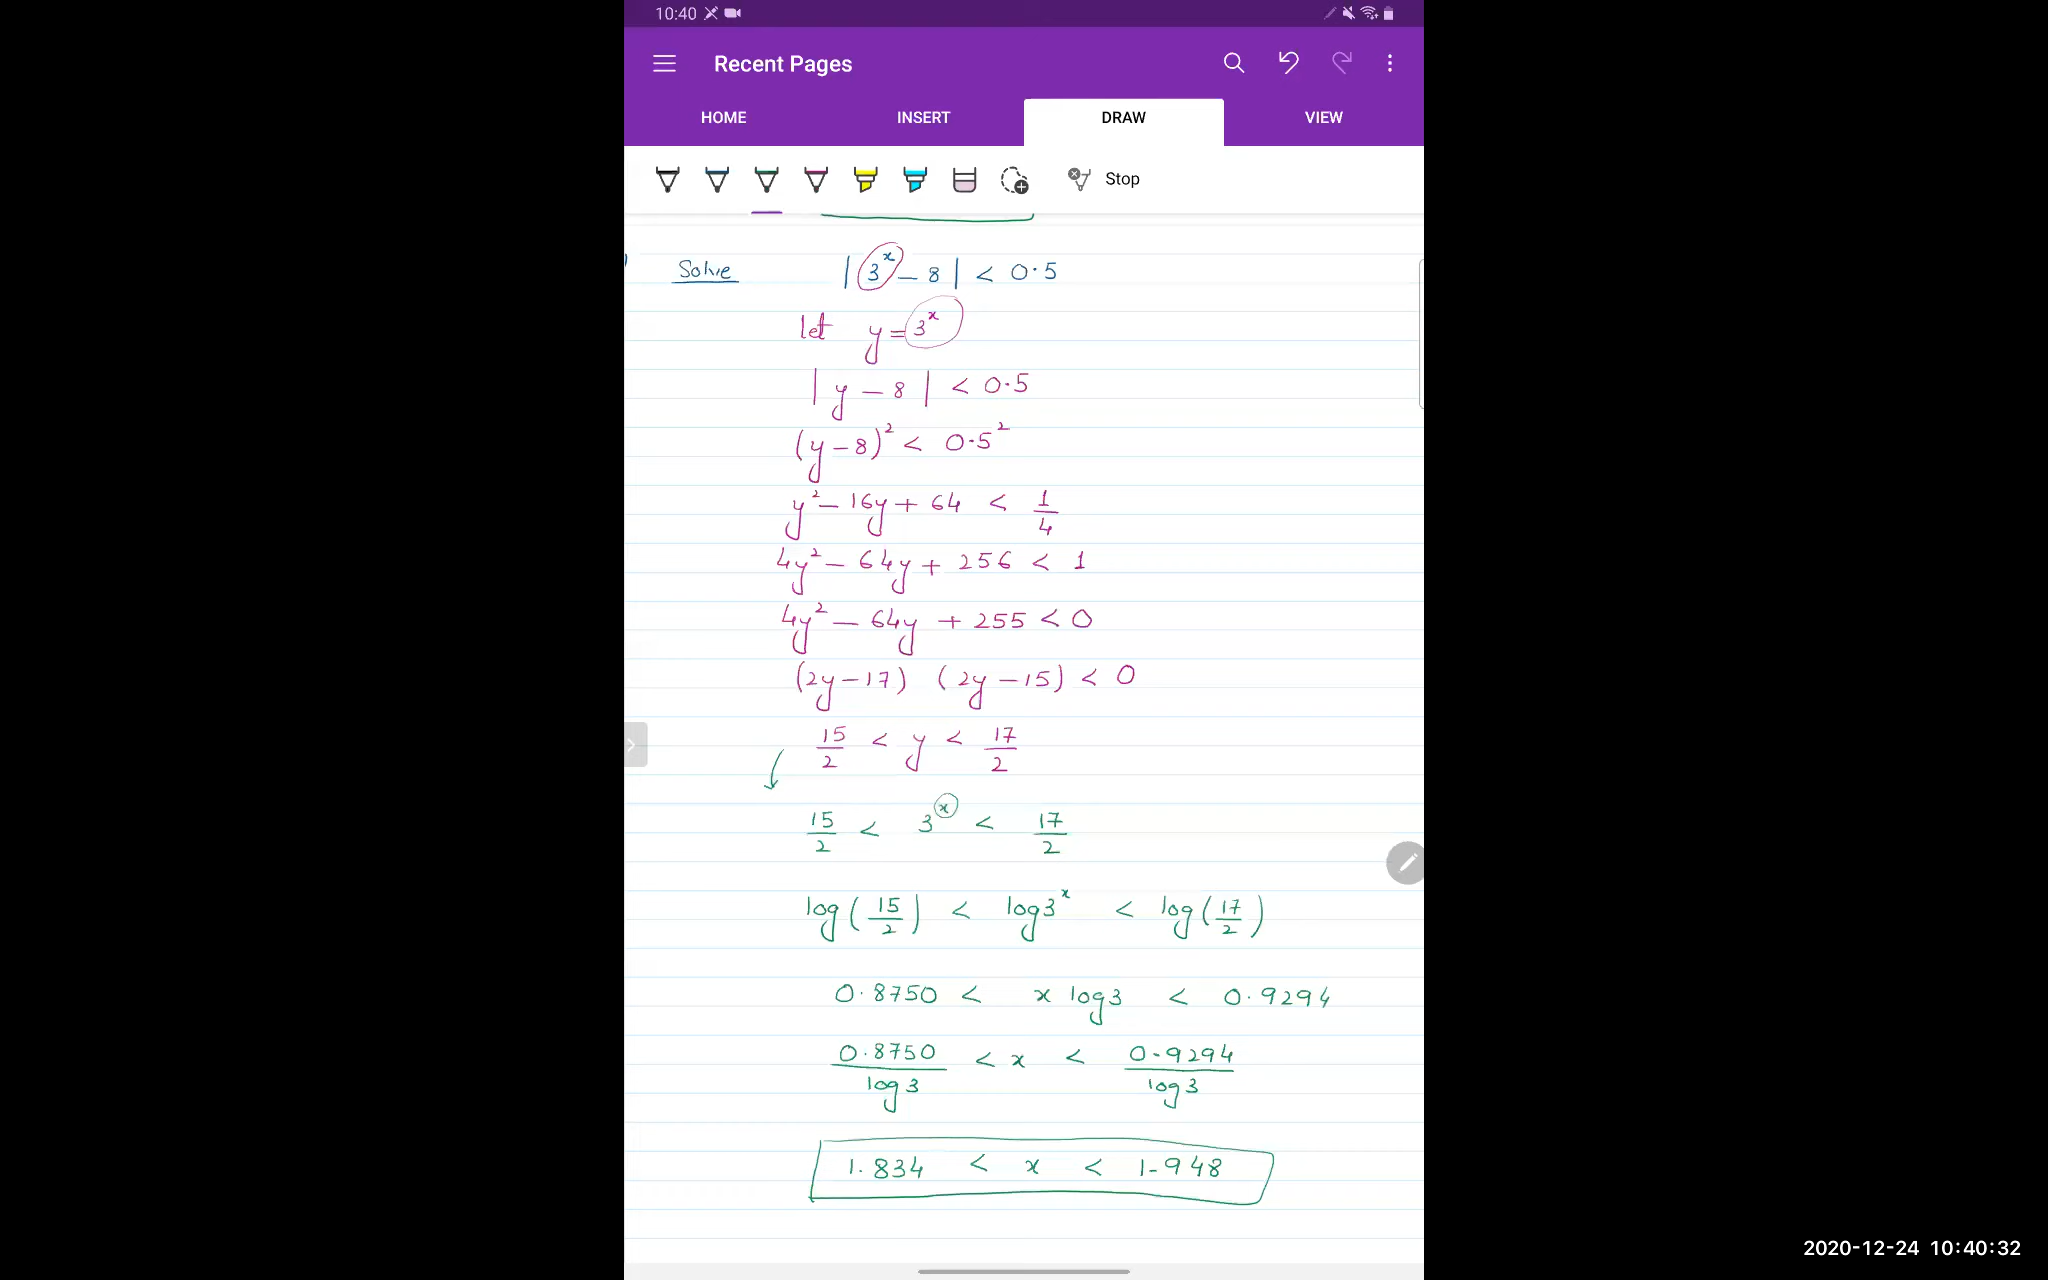 10:40
Recent Pages
HOME INSERT DRAW VIEW
Stop
Solve |3^x - 8| < 0.5
let y = 3^x
|y - 8| < 0.5
(y - 8)² < 0.5²
y² - 16y + 64 < 1/4
4y² - 64y + 256 < 1
4y² - 64y + 255 < 0
(2y - 17) (2y - 15) < 0
15/2 < y < 17/2
15/2 < 3^x < 17/2
log(15/2) < log3^x < log(17/2)
0.8750 < x log3 < 0.9294
0.8750/log3 < x < 0.9294/log3
1.834 < x < 1.948
2020-12-24 10:40:32